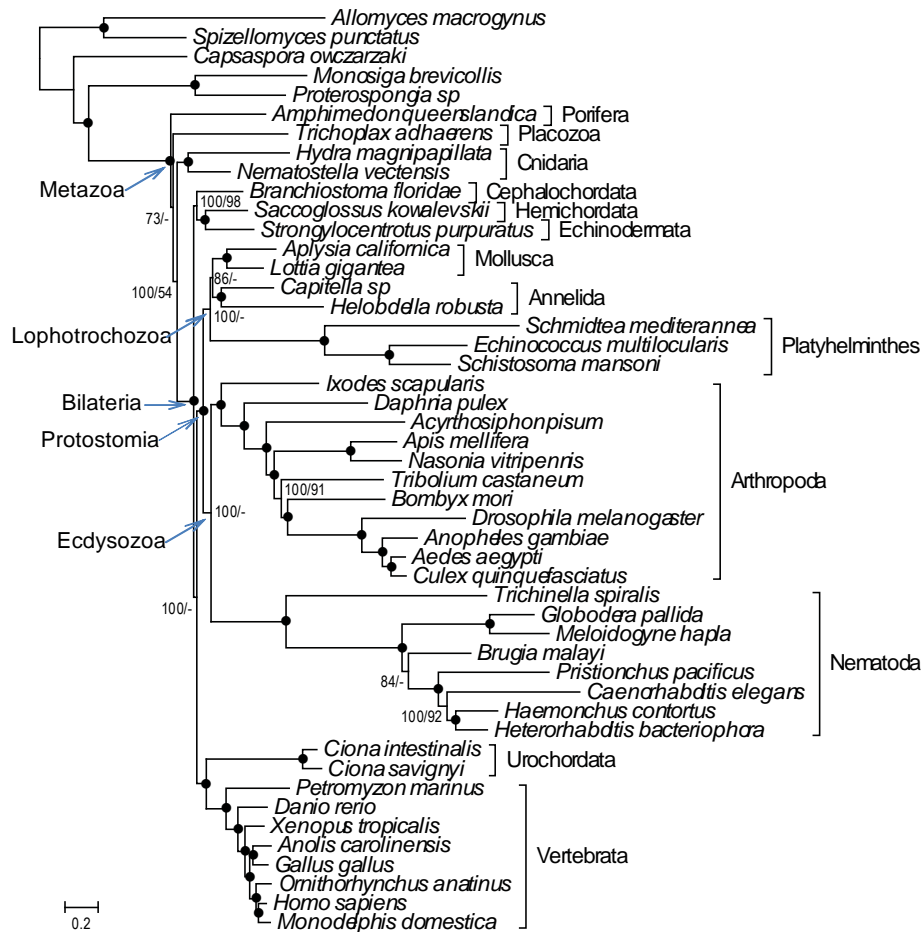 Allomyces macrogynus
Spizellomyces punctatus
Capsaspora owczarzaki
Monosiga brevicollis
Proterospongia sp
Amphimedon queenslandica
Porifera
Trichoplax adhaerens
Placozoa
Hydra magnipapillata
Cnidaria
Nematostella vectensis
Metazoa
Branchiostoma floridae
Cephalochordata
100/98
Saccoglossus kowalevskii
Hemichordata
73/-
Strongylocentrotus purpuratus
Echinodermata
Aplysia californica
Mollusca
Lottia gigantea
86/-
Capitella sp
100/54
Annelida
Helobdella robusta
100/-
Lophotrochozoa
Schmidtea mediterannea
Echinococcus multilocularis
Platyhelminthes
Schistosoma mansoni
Ixodes scapularis
Bilateria
Daphnia pulex
Protostomia
Acyrthosiphon pisum
Apis mellifera
Nasonia vitripennis
Arthropoda
Tribolium castaneum
100/91
Bombyx mori
100/-
Drosophila melanogaster
Ecdysozoa
Anopheles gambiae
Aedes aegypti
Culex quinquefasciatus
Trichinella spiralis
100/-
Globodera pallida
Meloidogyne hapla
Brugia malayi
Nematoda
Pristionchus pacificus
84/-
Caenorhabditis elegans
Haemonchus contortus
100/92
Heterorhabditis bacteriophora
Ciona intestinalis
Urochordata
Ciona savignyi
Petromyzon marinus
Danio rerio
Xenopus tropicalis
Anolis carolinensis
Vertebrata
Gallus gallus
Ornithorhynchus anatinus
Homo sapiens
Monodelphis domestica
0.2